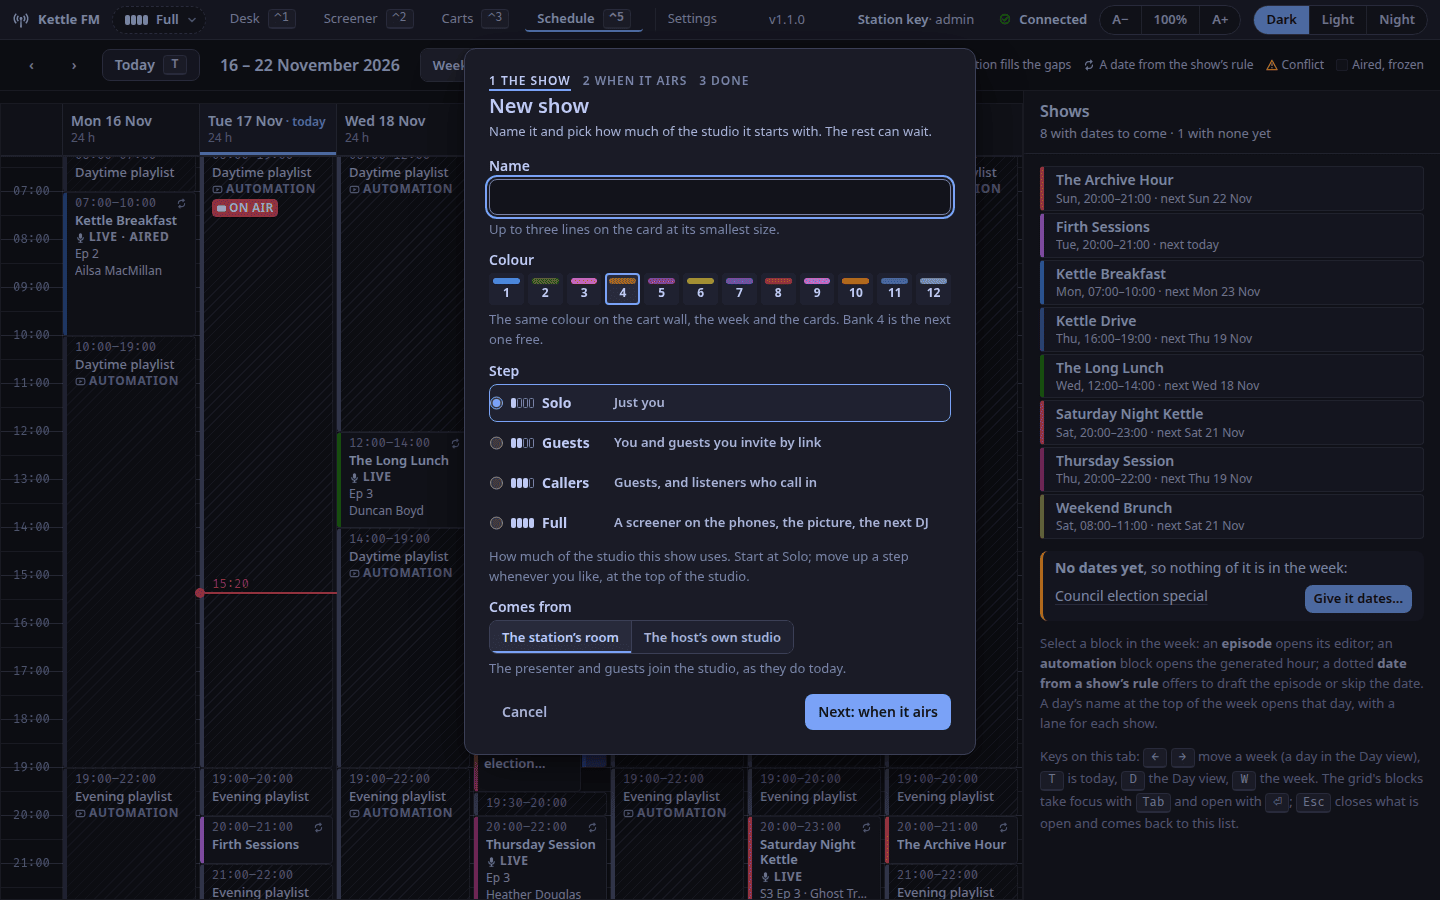 Kettle FM
Full
Desk ^1
Screener ^2
Carts ^3
Schedule ^5
Settings
v1.1.0
Station key · admin
Connected
A−
100%
A+
Dark
Light
Night
‹
›
Today T
16 – 22 November 2026
Week
tion fills the gaps
A date from the show's rule
Conflict
Aired, frozen
Mon 16 Nov
24 h
Tue 17 Nov · today
24 h
Wed 18 Nov
24 h
07:00
08:00
09:00
10:00
11:00
12:00
13:00
14:00
15:00
16:00
17:00
18:00
19:00
20:00
21:00
Daytime playlist
07:00–10:00
Kettle Breakfast
LIVE · AIRED
Ep 2
Ailsa MacMillan
10:00–19:00
Daytime playlist
AUTOMATION
19:00–22:00
Evening playlist
AUTOMATION
Daytime playlist
AUTOMATION
ON AIR
15:20
19:00–20:00
Evening playlist
20:00–21:00
Firth Sessions
21:00–22:00
Evening playlist
Daytime playlist
AUTOMATION
12:00–14:00
The Long Lunch
LIVE
Ep 3
Duncan Boyd
14:00–19:00
Daytime playlist
AUTOMATION
19:00–22:00
Evening playlist
AUTOMATION
election…
19:30–20:00
20:00–22:00
Thursday Session
LIVE
Ep 3
Heather Douglas
19:00–22:00
Evening playlist
AUTOMATION
19:00–20:00
Evening playlist
20:00–23:00
Saturday Night
Kettle
LIVE
S3 Ep 3 · Ghost Tr…
19:00–20:00
Evening playlist
20:00–21:00
The Archive Hour
21:00–22:00
Evening playlist
1 THE SHOW
2 WHEN IT AIRS
3 DONE
New show
Name it and pick how much of the studio it starts with. The rest can wait.
Name
Up to three lines on the card at its smallest size.
Colour
1 2 3 4 5 6 7 8 9 10 11 12
The same colour on the cart wall, the week and the cards. Bank 4 is the next
one free.
Step
Solo Just you
Guests You and guests you invite by link
Callers Guests, and listeners who call in
Full A screener on the phones, the picture, the next DJ
How much of the studio this show uses. Start at Solo; move up a step
whenever you like, at the top of the studio.
Comes from
The station's room
The host's own studio
The presenter and guests join the studio, as they do today.
Cancel
Next: when it airs
Shows
8 with dates to come · 1 with none yet
The Archive Hour
Sun, 20:00–21:00 · next Sun 22 Nov
Firth Sessions
Tue, 20:00–21:00 · next today
Kettle Breakfast
Mon, 07:00–10:00 · next Mon 23 Nov
Kettle Drive
Thu, 16:00–19:00 · next Thu 19 Nov
The Long Lunch
Wed, 12:00–14:00 · next Wed 18 Nov
Saturday Night Kettle
Sat, 20:00–23:00 · next Sat 21 Nov
Thursday Session
Thu, 20:00–22:00 · next Thu 19 Nov
Weekend Brunch
Sat, 08:00–11:00 · next Sat 21 Nov
No dates yet, so nothing of it is in the week:
Council election special
Give it dates…
Select a block in the week: an episode opens its editor; an
automation block opens the generated hour; a dotted date
from a show's rule offers to draft the episode or skip the date.
A day's name at the top of the week opens that day, with a
lane for each show.
Keys on this tab: ← → move a week (a day in the Day view),
T is today, D the Day view, W the week. The grid's blocks
take focus with Tab and open with ⏎; Esc closes what is
open and comes back to this list.